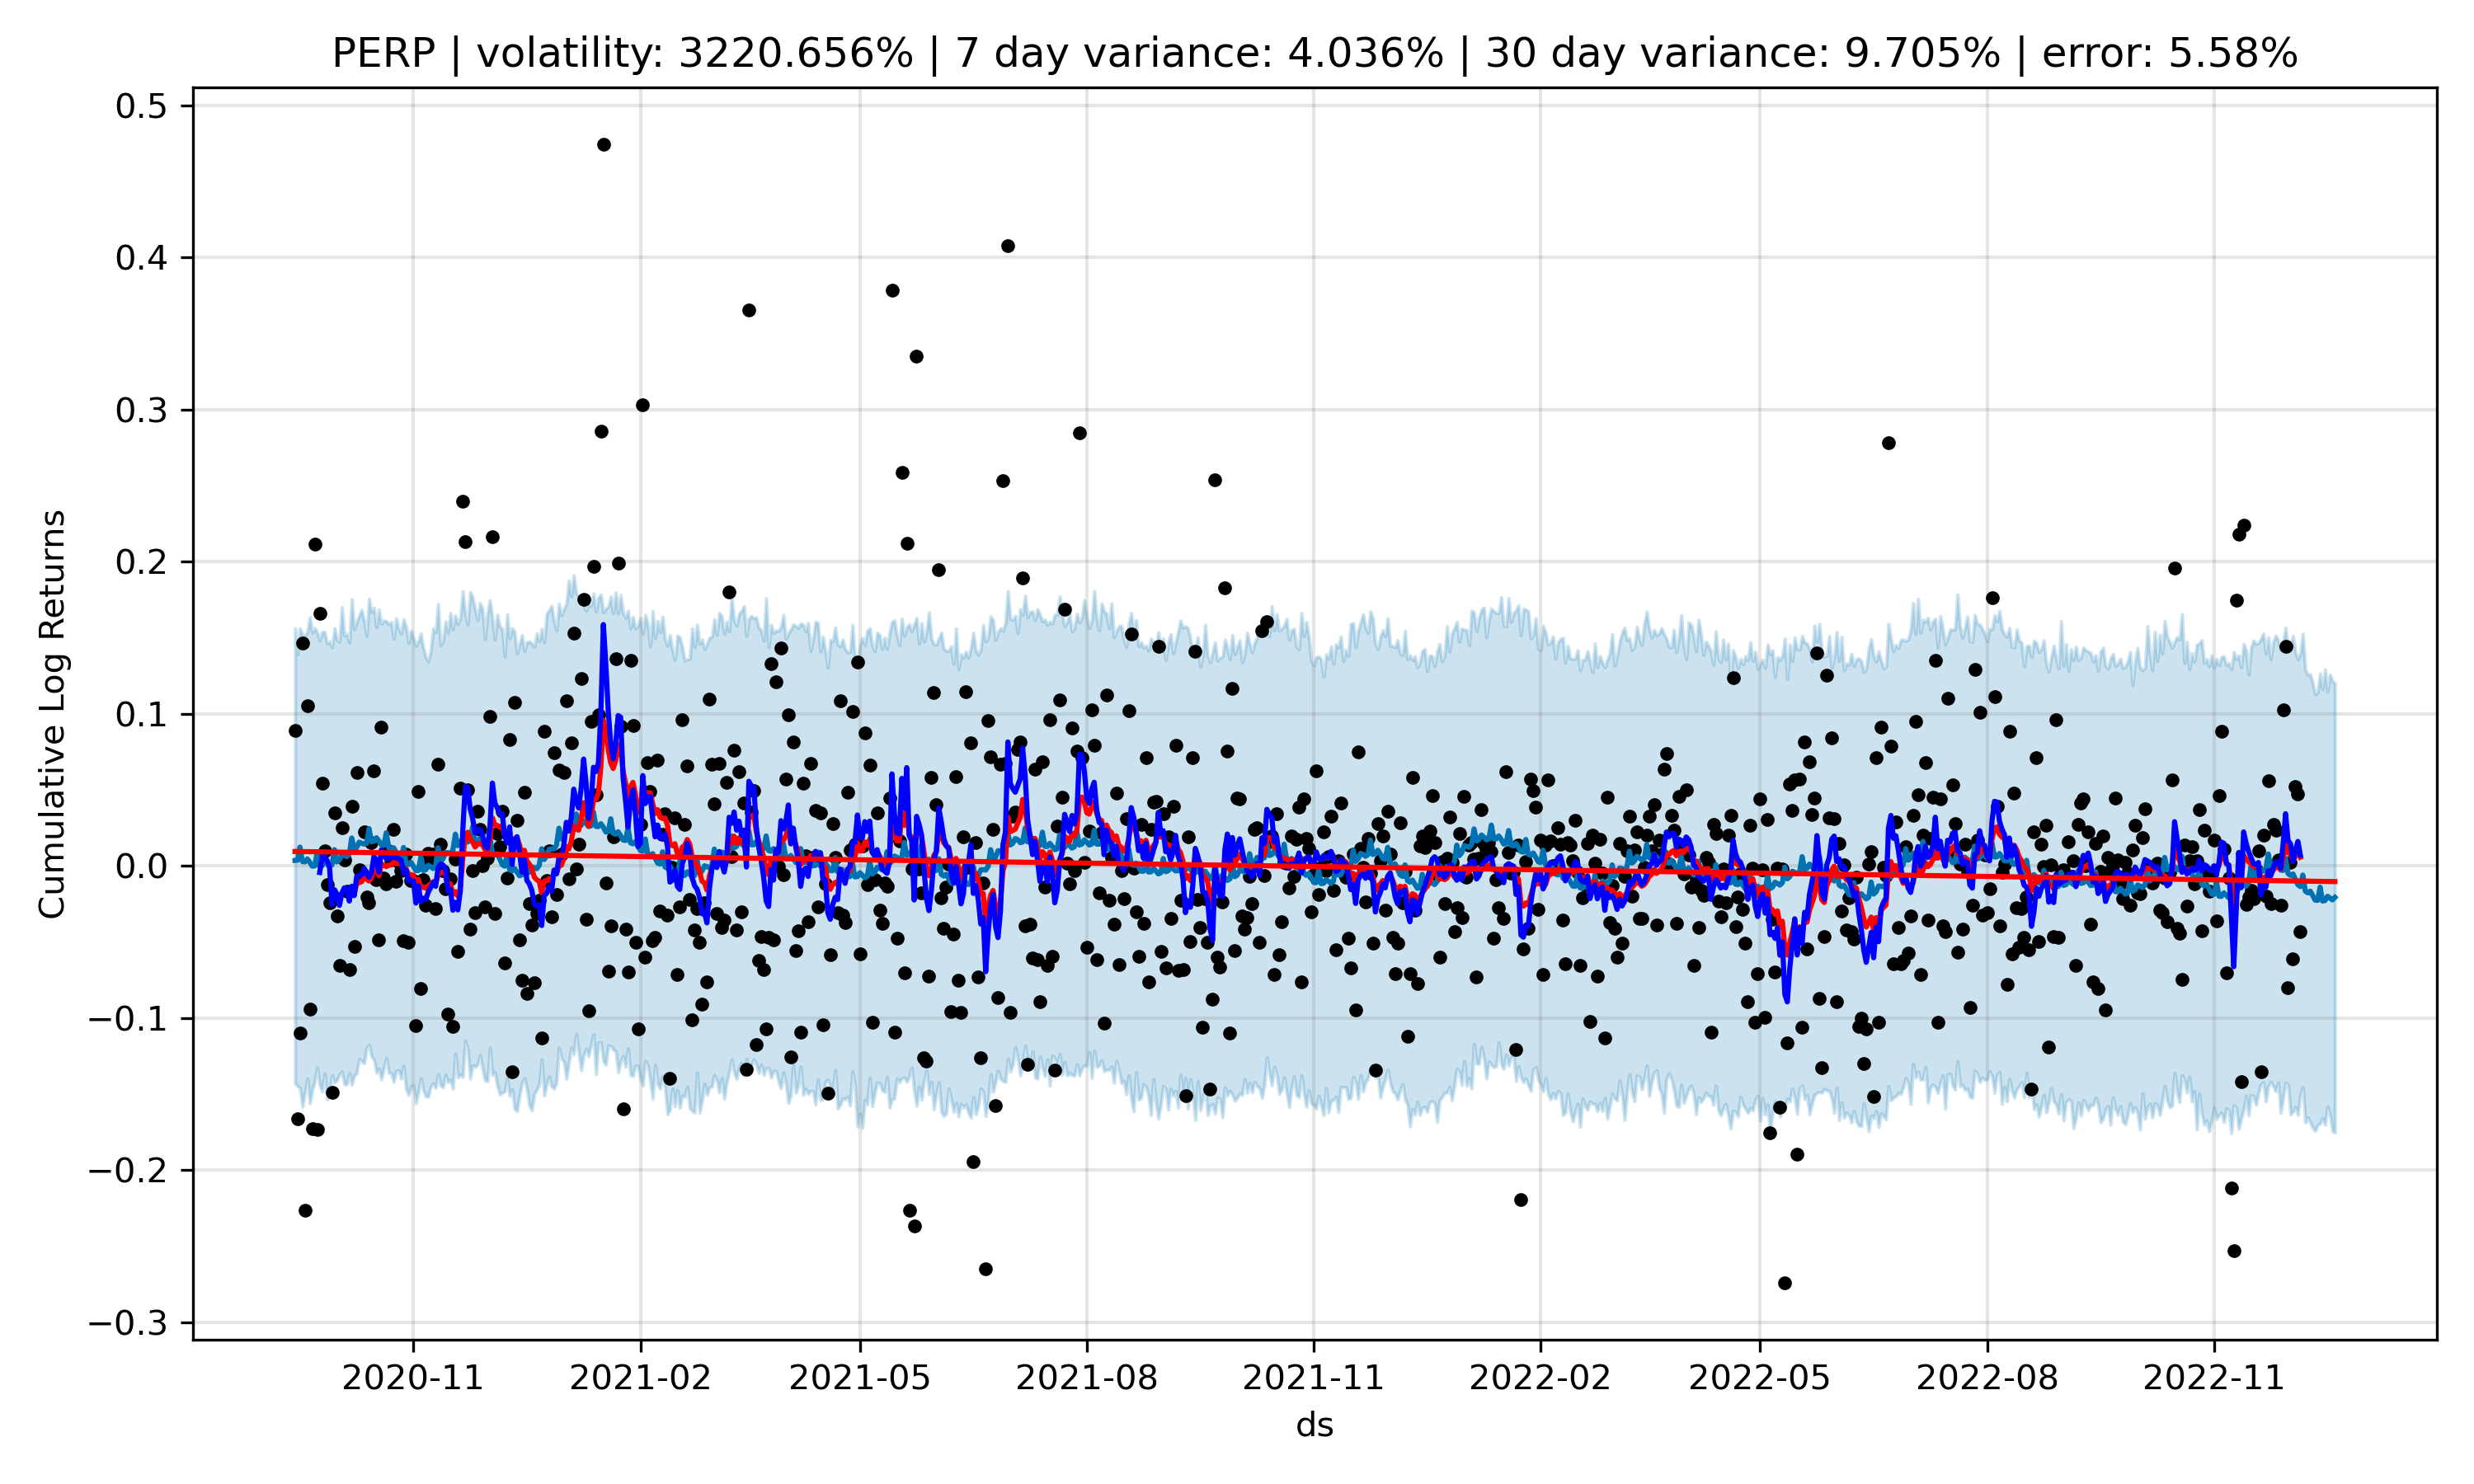 PERP | volatility: 3220.656% | 7 day variance: 4.036% | 30 day variance: 9.705% | error: 5.58%
0.5
0.4
0.3
0.2
0.1
0.0
−0.1
−0.2
−0.3
Cumulative Log Returns
2020-11 2021-02 2021-05 2021-08 2021-11 2022-02 2022-05 2022-08 2022-11
ds